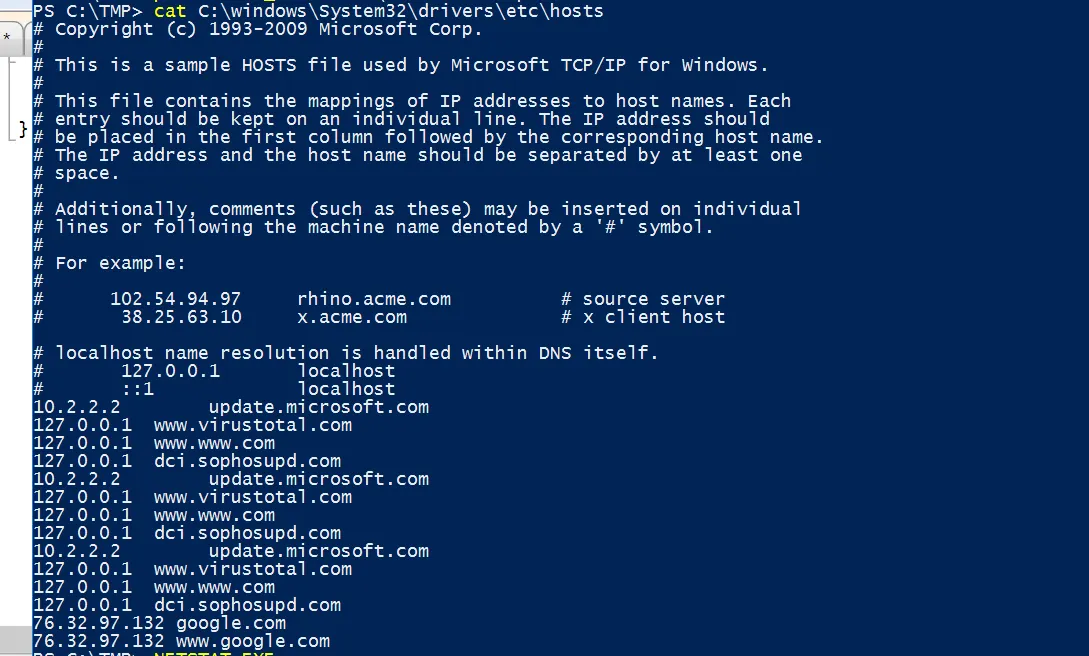 PS C:\TMP> cat C:\windows\System32\drivers\etc\hosts
# Copyright (c) 1993-2009 Microsoft Corp.
#
# This is a sample HOSTS file used by Microsoft TCP/IP for Windows.
#
# This file contains the mappings of IP addresses to host names. Each
# entry should be kept on an individual line. The IP address should
# be placed in the first column followed by the corresponding host name.
# The IP address and the host name should be separated by at least one
# space.
#
# Additionally, comments (such as these) may be inserted on individual
# lines or following the machine name denoted by a '#' symbol.
#
# For example:
#
#      102.54.94.97     rhino.acme.com          # source server
#       38.25.63.10     x.acme.com              # x client host

# localhost name resolution is handled within DNS itself.
#       127.0.0.1       localhost
#       ::1             localhost
10.2.2.2        update.microsoft.com
127.0.0.1  www.virustotal.com
127.0.0.1  www.www.com
127.0.0.1  dci.sophosupd.com
10.2.2.2        update.microsoft.com
127.0.0.1  www.virustotal.com
127.0.0.1  www.www.com
127.0.0.1  dci.sophosupd.com
10.2.2.2        update.microsoft.com
127.0.0.1  www.virustotal.com
127.0.0.1  www.www.com
127.0.0.1  dci.sophosupd.com
76.32.97.132 google.com
76.32.97.132 www.google.com
PS C:\TMP> NETSTAT.EXE
*
}